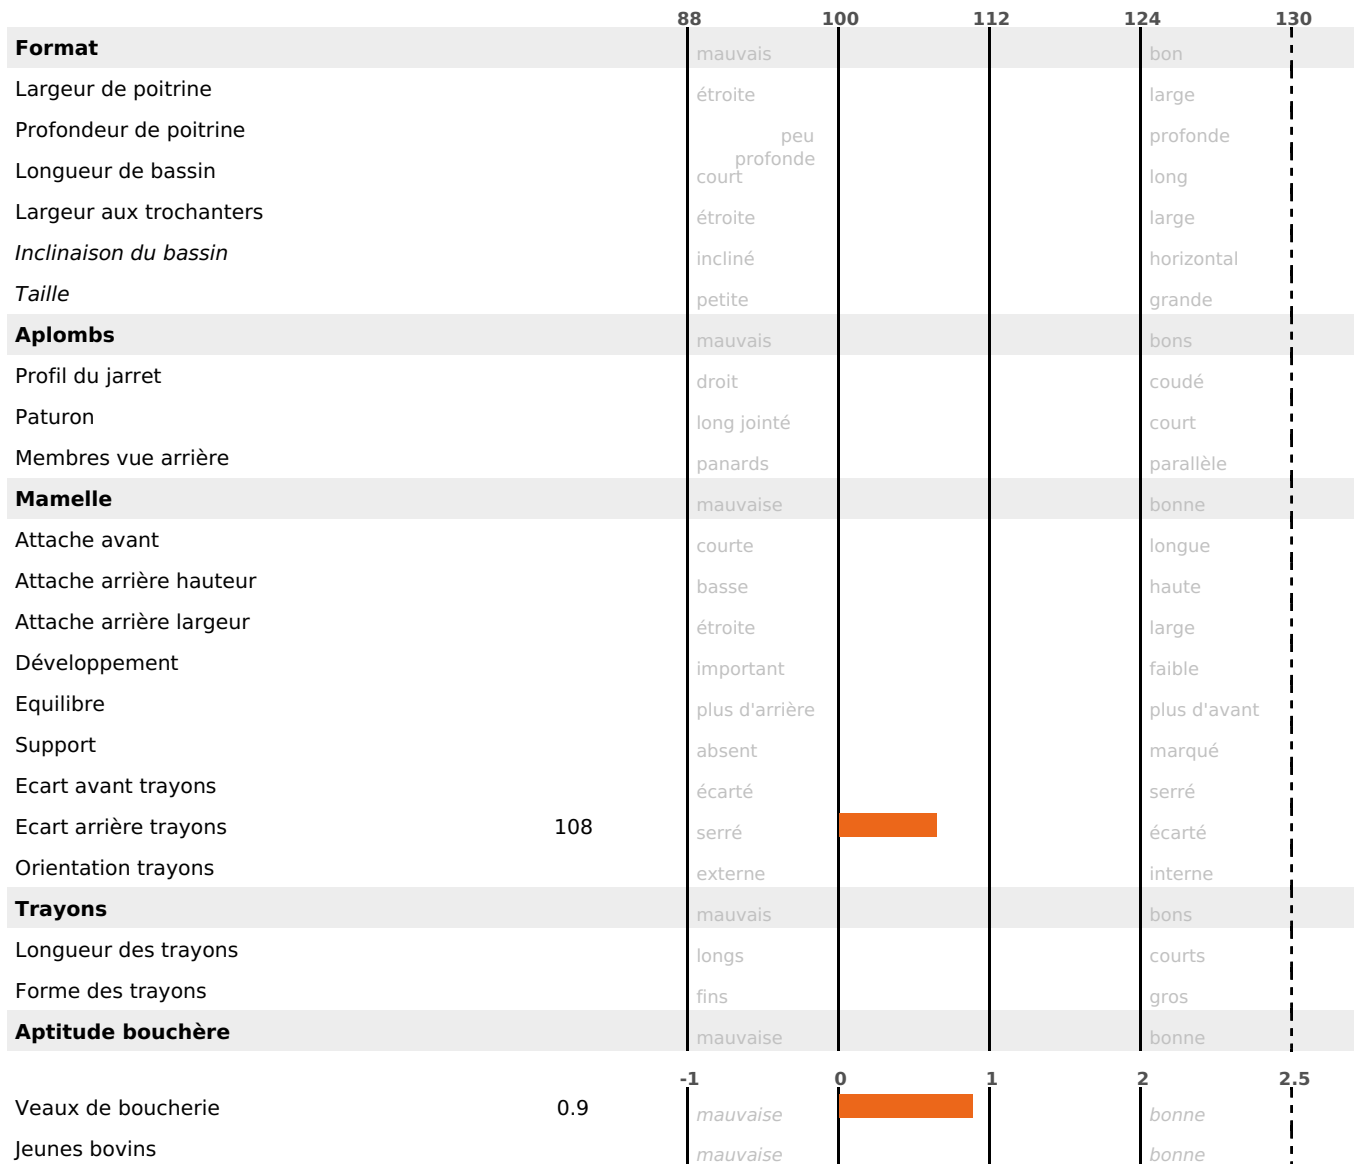 88 100 112 124 130
Format mauvais bon
Largeur de poitrine étroite large
Profondeur de poitrine peu profonde profonde
Longueur de bassin court long
Largeur aux trochanters étroite large
Inclinaison du bassin incliné horizontal
Taille petite grande
Aplombs mauvais bons
Profil du jarret droit coudé
Paturon long jointé court
Membres vue arrière panards parallèle
Mamelle mauvaise bonne
Attache avant courte longue
Attache arrière hauteur basse haute
Attache arrière largeur étroite large
Développement important faible
Equilibre plus d'arrière plus d'avant
Support absent marqué
Ecart avant trayons écarté serré
Ecart arrière trayons 108 serré écarté
Orientation trayons externe interne
Trayons mauvais bons
Longueur des trayons longs courts
Forme des trayons fins gros
Aptitude bouchère mauvaise bonne
-1 0 1 2 2.5
Veaux de boucherie 0.9 mauvaise bonne
Jeunes bovins mauvaise bonne